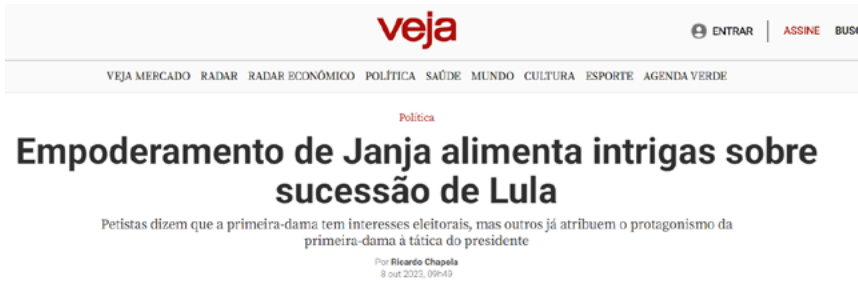 veja
ENTRAR ASSINE BUSC
VEJA MERCADO RADAR RADAR ECONÔMICO POLÍTICA SAÚDE MUNDO CULTURA ESPORTE AGENDA VERDE
Política
Empoderamento de Janja alimenta intrigas sobre
sucessão de Lula
Petistas dizem que a primeira-dama tem interesses eleitorais, mas outros já atribuem o protagonismo da
primeira-dama à tática do presidente
Por Ricardo Chapola
8 out 2023, 09h49